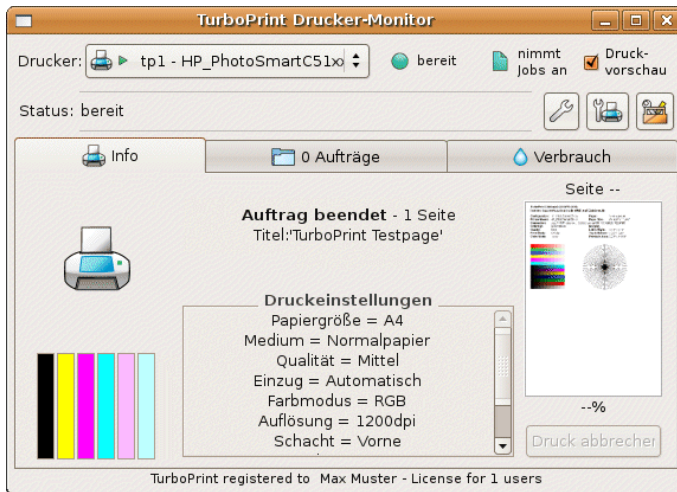 TurboPrint Drucker-Monitor
Drucker:
tp1 - HP_PhotoSmartC51xx
bereit
nimmt
Jobs an
Druck-
vorschau
Status: bereit
Info
0 Aufträge
Verbrauch
Seite --
Auftrag beendet - 1 Seite
Titel:'TurboPrint Testpage'
Druckeinstellungen
Papiergröße = A4
Medium = Normalpapier
Qualität = Mittel
Einzug = Automatisch
Farbmodus = RGB
Auflösung = 1200dpi
Schacht = Vorne
--%
Druck abbrechen
TurboPrint registered to Max Muster - License for 1 users